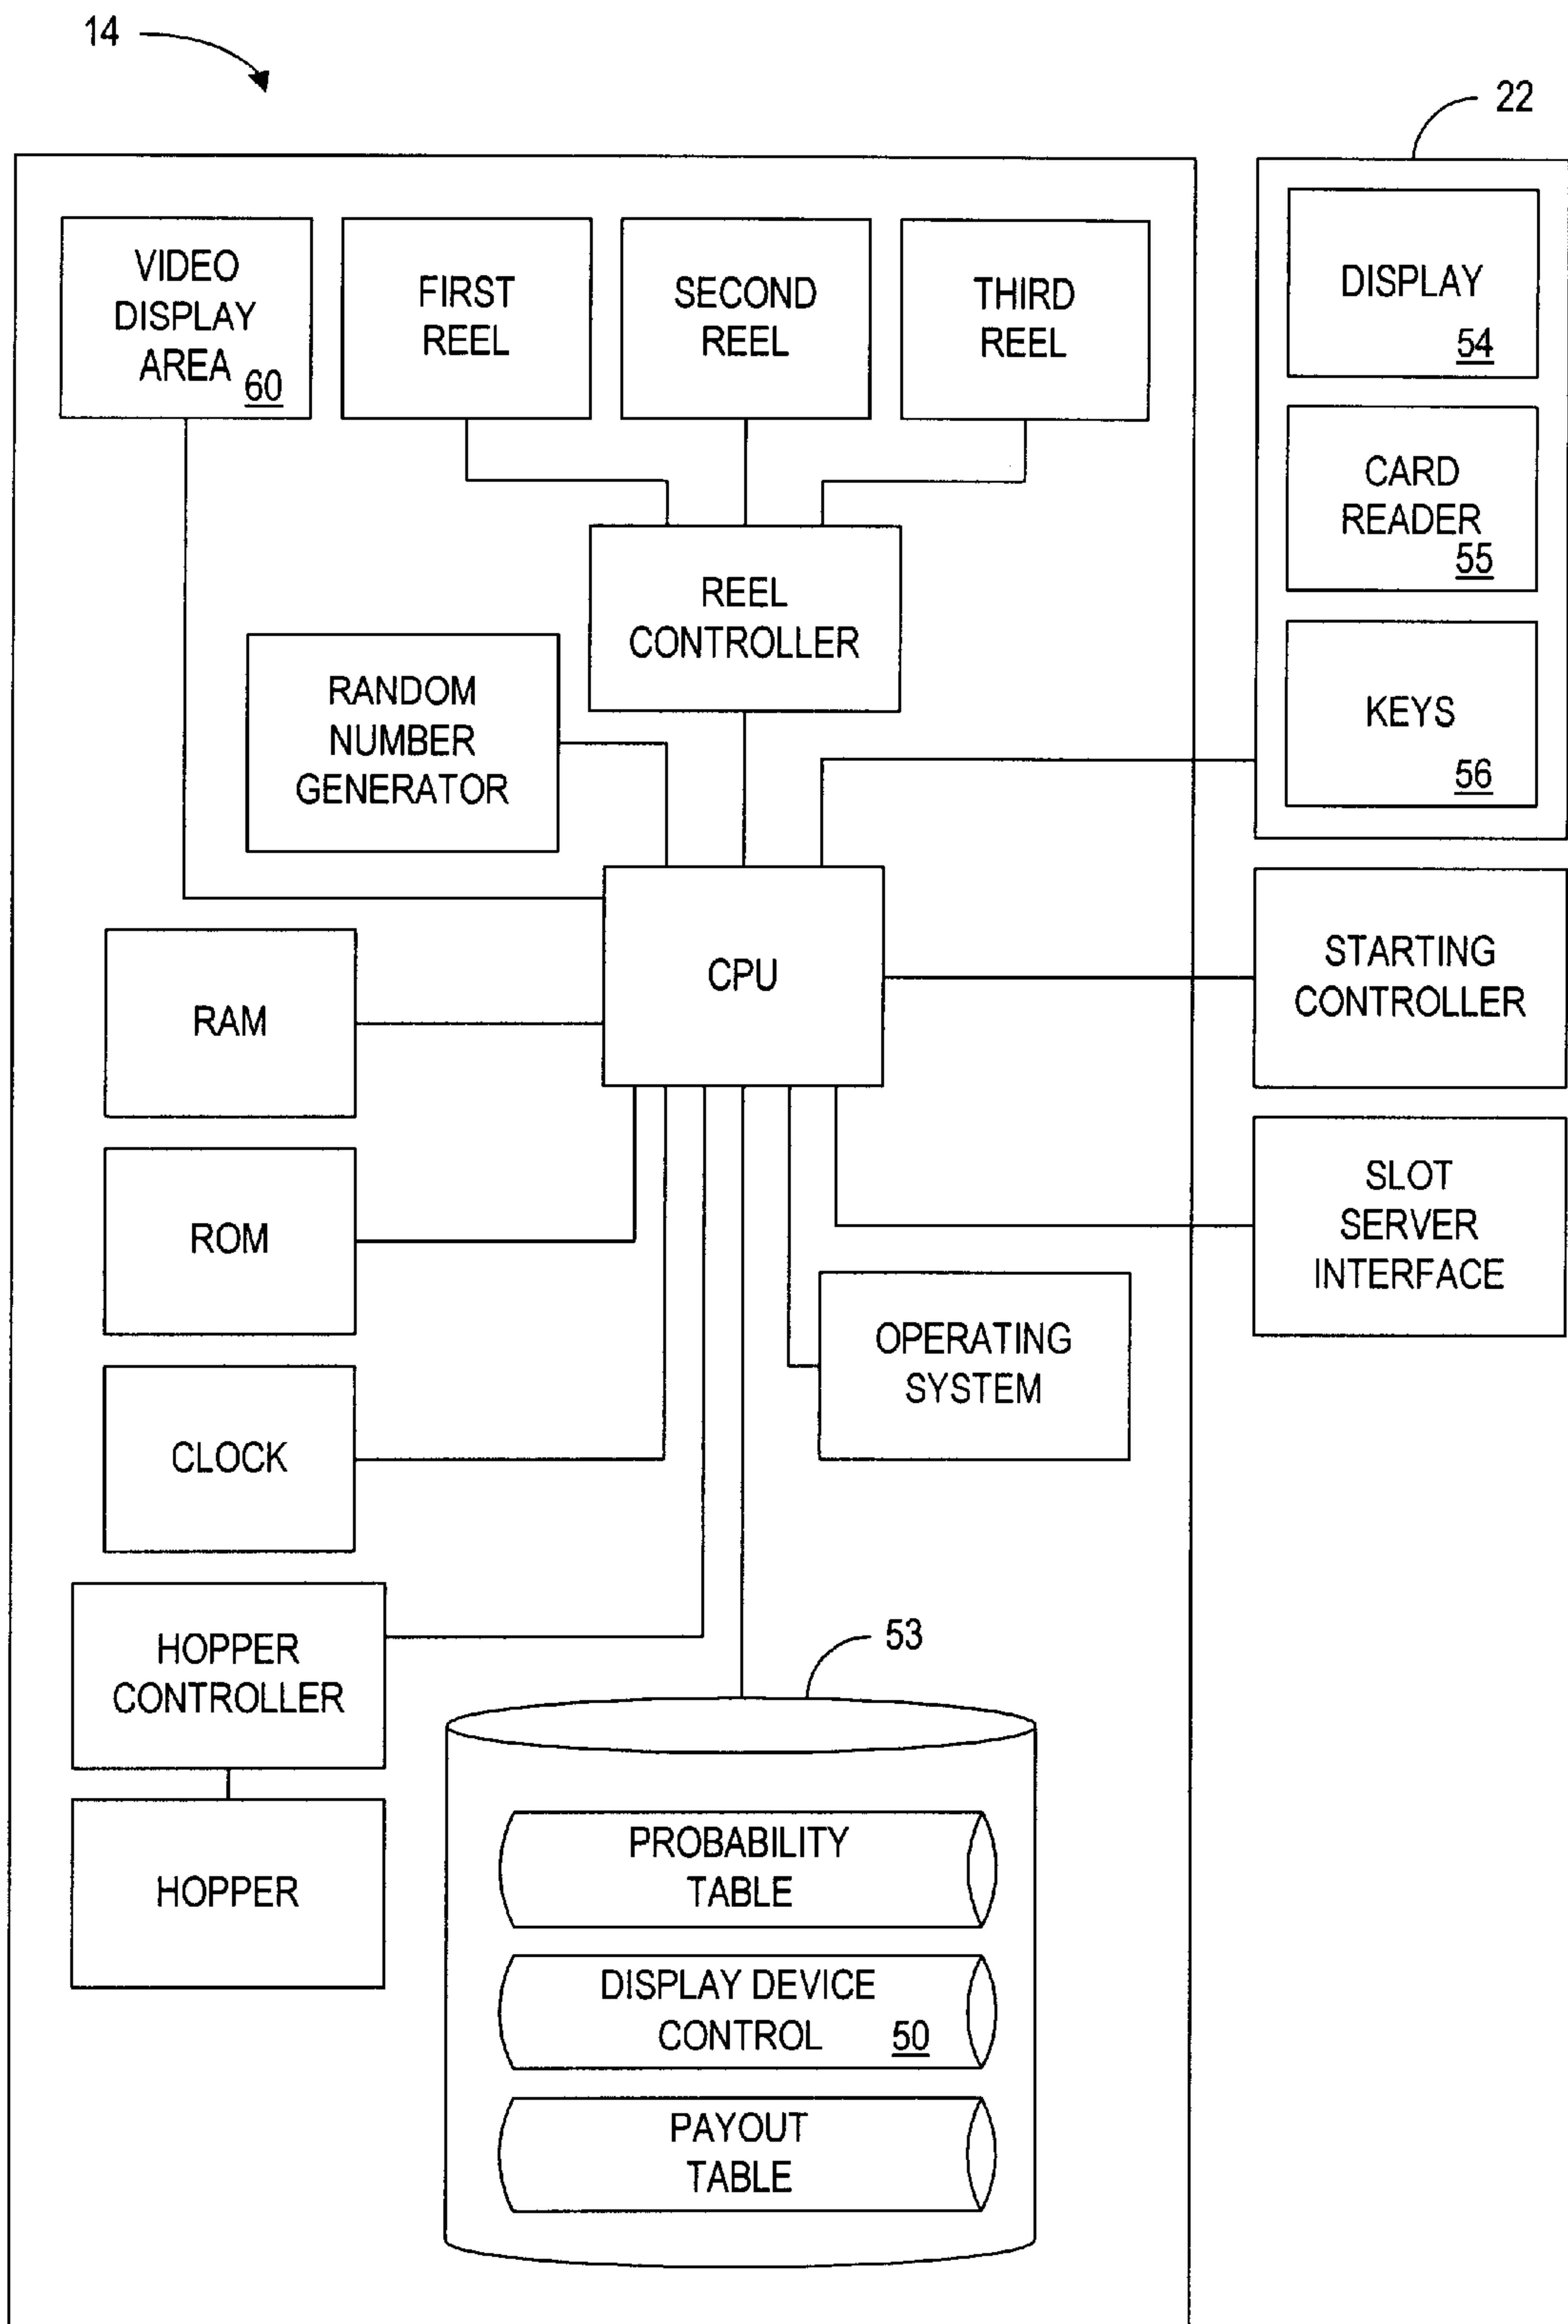 14
22
VIDEO
DISPLAY
AREA 60
FIRST
REEL
SECOND
REEL
THIRD
REEL
DISPLAY
54
CARD
READER
55
KEYS
56
REEL
CONTROLLER
RANDOM
NUMBER
GENERATOR
CPU
STARTING
CONTROLLER
RAM
SLOT
SERVER
INTERFACE
ROM
OPERATING
SYSTEM
CLOCK
HOPPER
CONTROLLER
53
HOPPER
PROBABILITY
TABLE
DISPLAY DEVICE
CONTROL 50
PAYOUT
TABLE